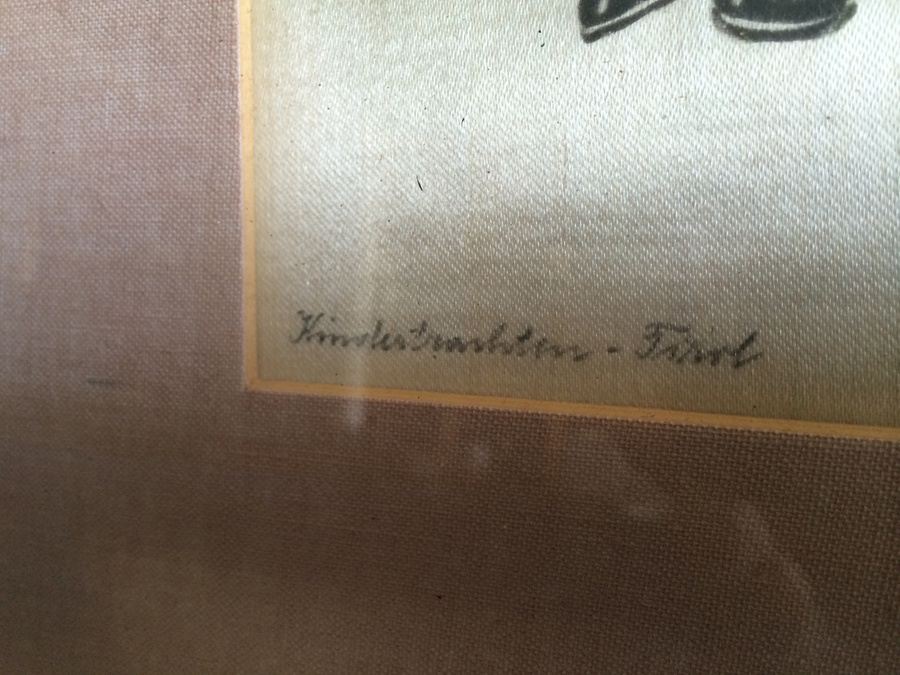 Kindertrachten - Tirol